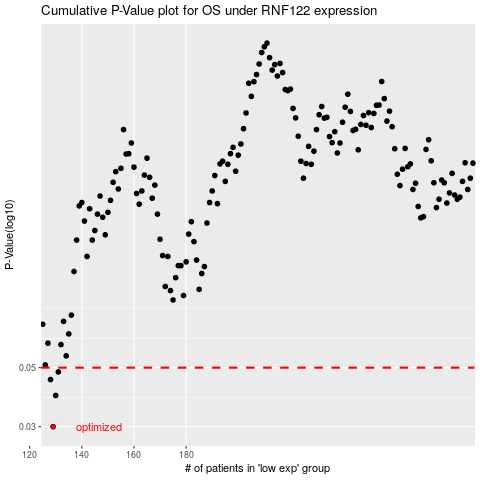 Cumulative P-Value plot for OS under RNF122 expression
P-Value(log10)
0.05
0.03
optimized
120 140 160 180
# of patients in 'low exp' group